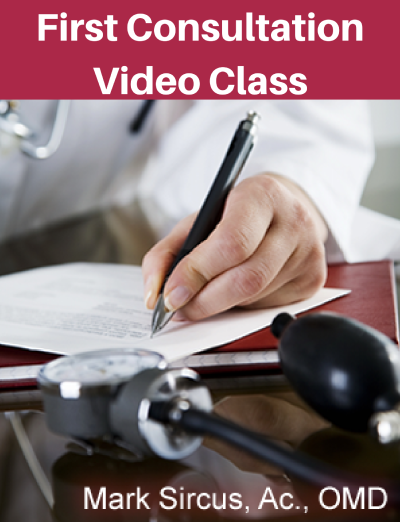 First Consultation
Video Class
Mark Sircus, Ac., OMD